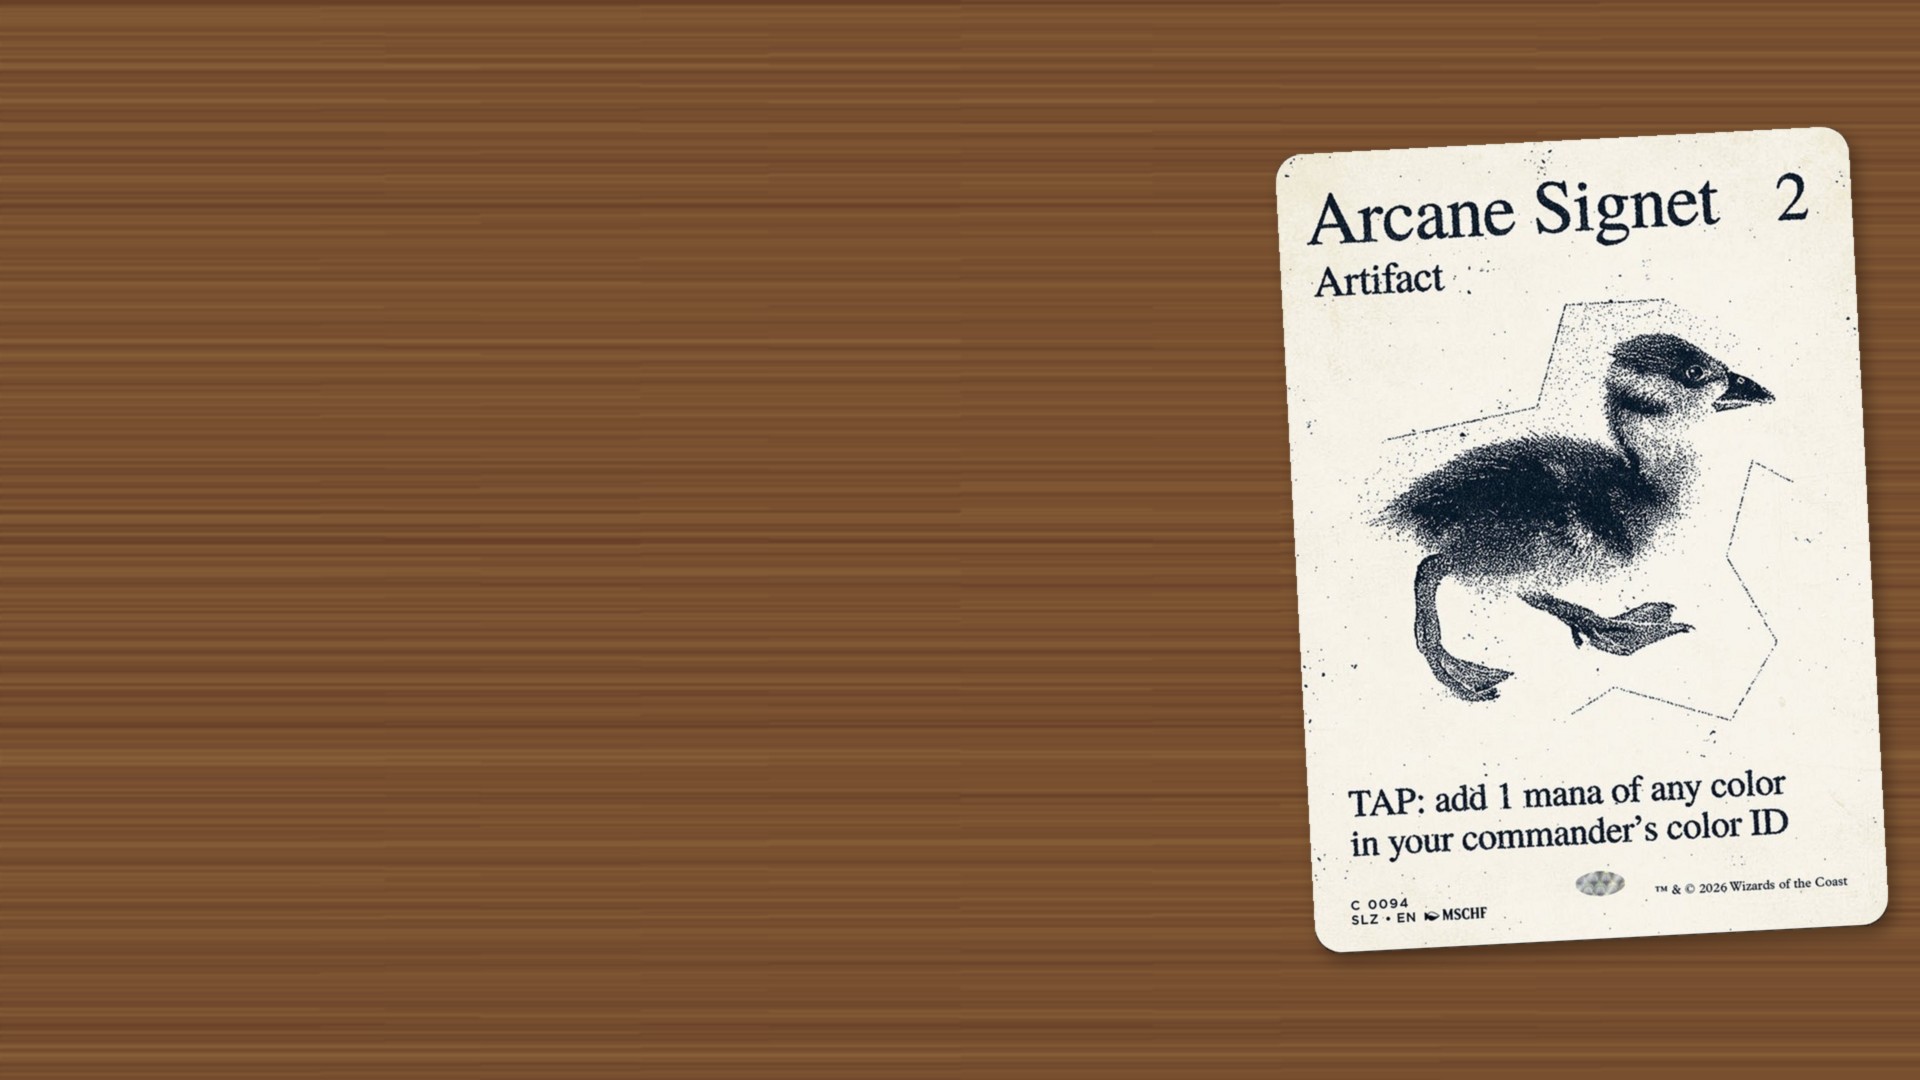 Arcane Signet 2
Artifact
TAP: add 1 mana of any color
in your commander's color ID
C 0094
SLZ • EN MSCHF
™ & © 2026 Wizards of the Coast